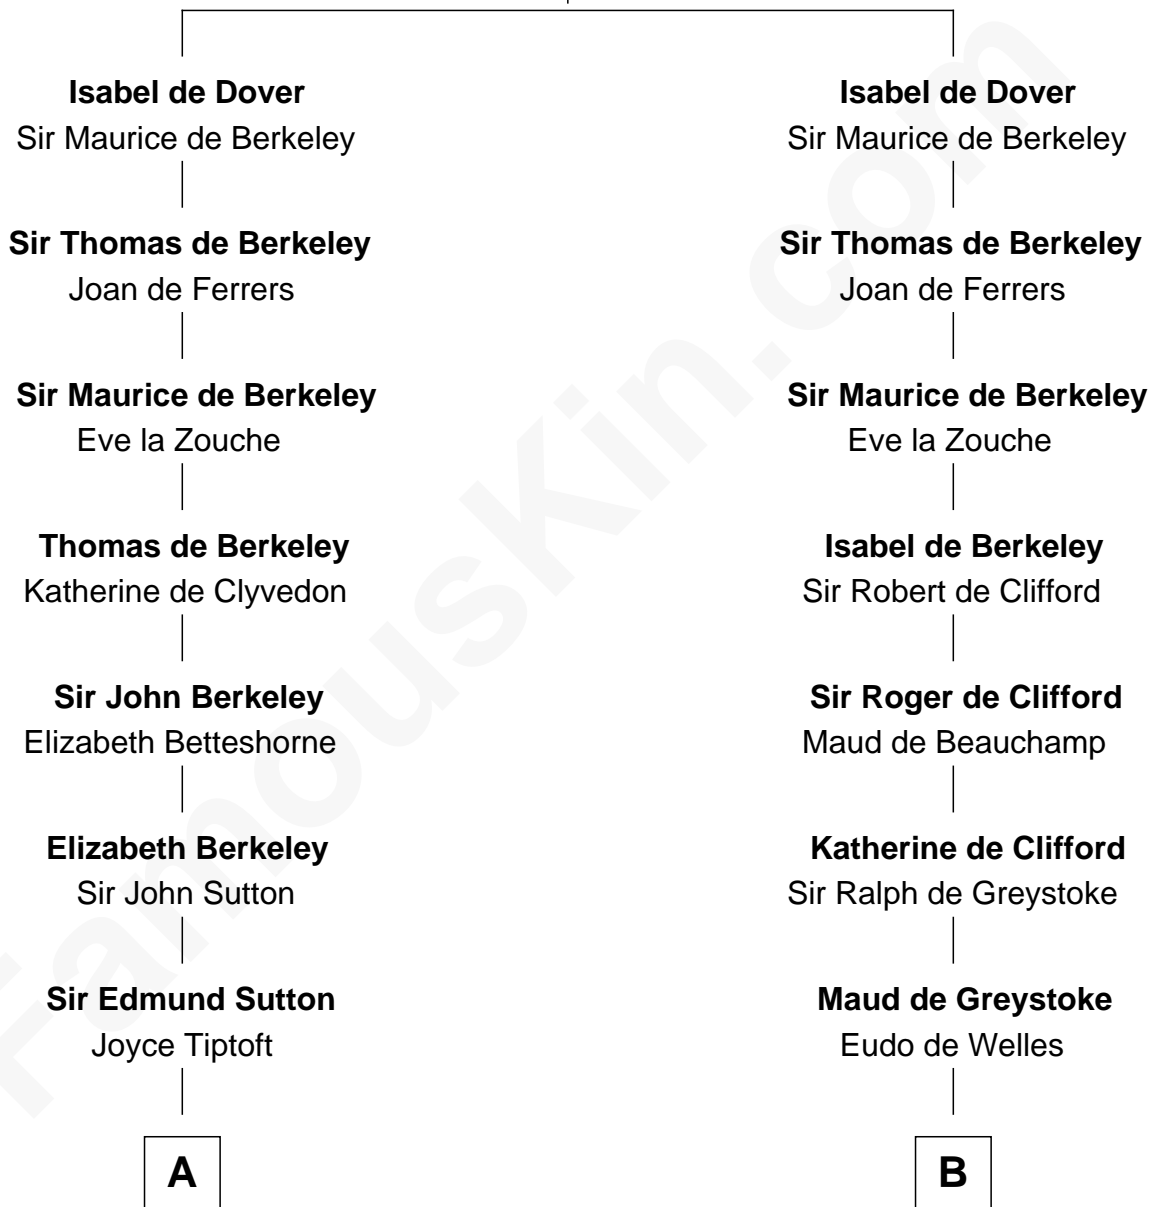 Isabel de Dover
Sir Maurice de Berkeley
Sir Thomas de Berkeley
Joan de Ferrers
Sir Maurice de Berkeley
Eve la Zouche
Thomas de Berkeley
Katherine de Clyvedon
Sir John Berkeley
Elizabeth Betteshorne
Elizabeth Berkeley
Sir John Sutton
Sir Edmund Sutton
Joyce Tiptoft
A
Isabel de Dover
Sir Maurice de Berkeley
Sir Thomas de Berkeley
Joan de Ferrers
Sir Maurice de Berkeley
Eve la Zouche
Isabel de Berkeley
Sir Robert de Clifford
Sir Roger de Clifford
Maud de Beauchamp
Katherine de Clifford
Sir Ralph de Greystoke
Maud de Greystoke
Eudo de Welles
B
FamousKin.com